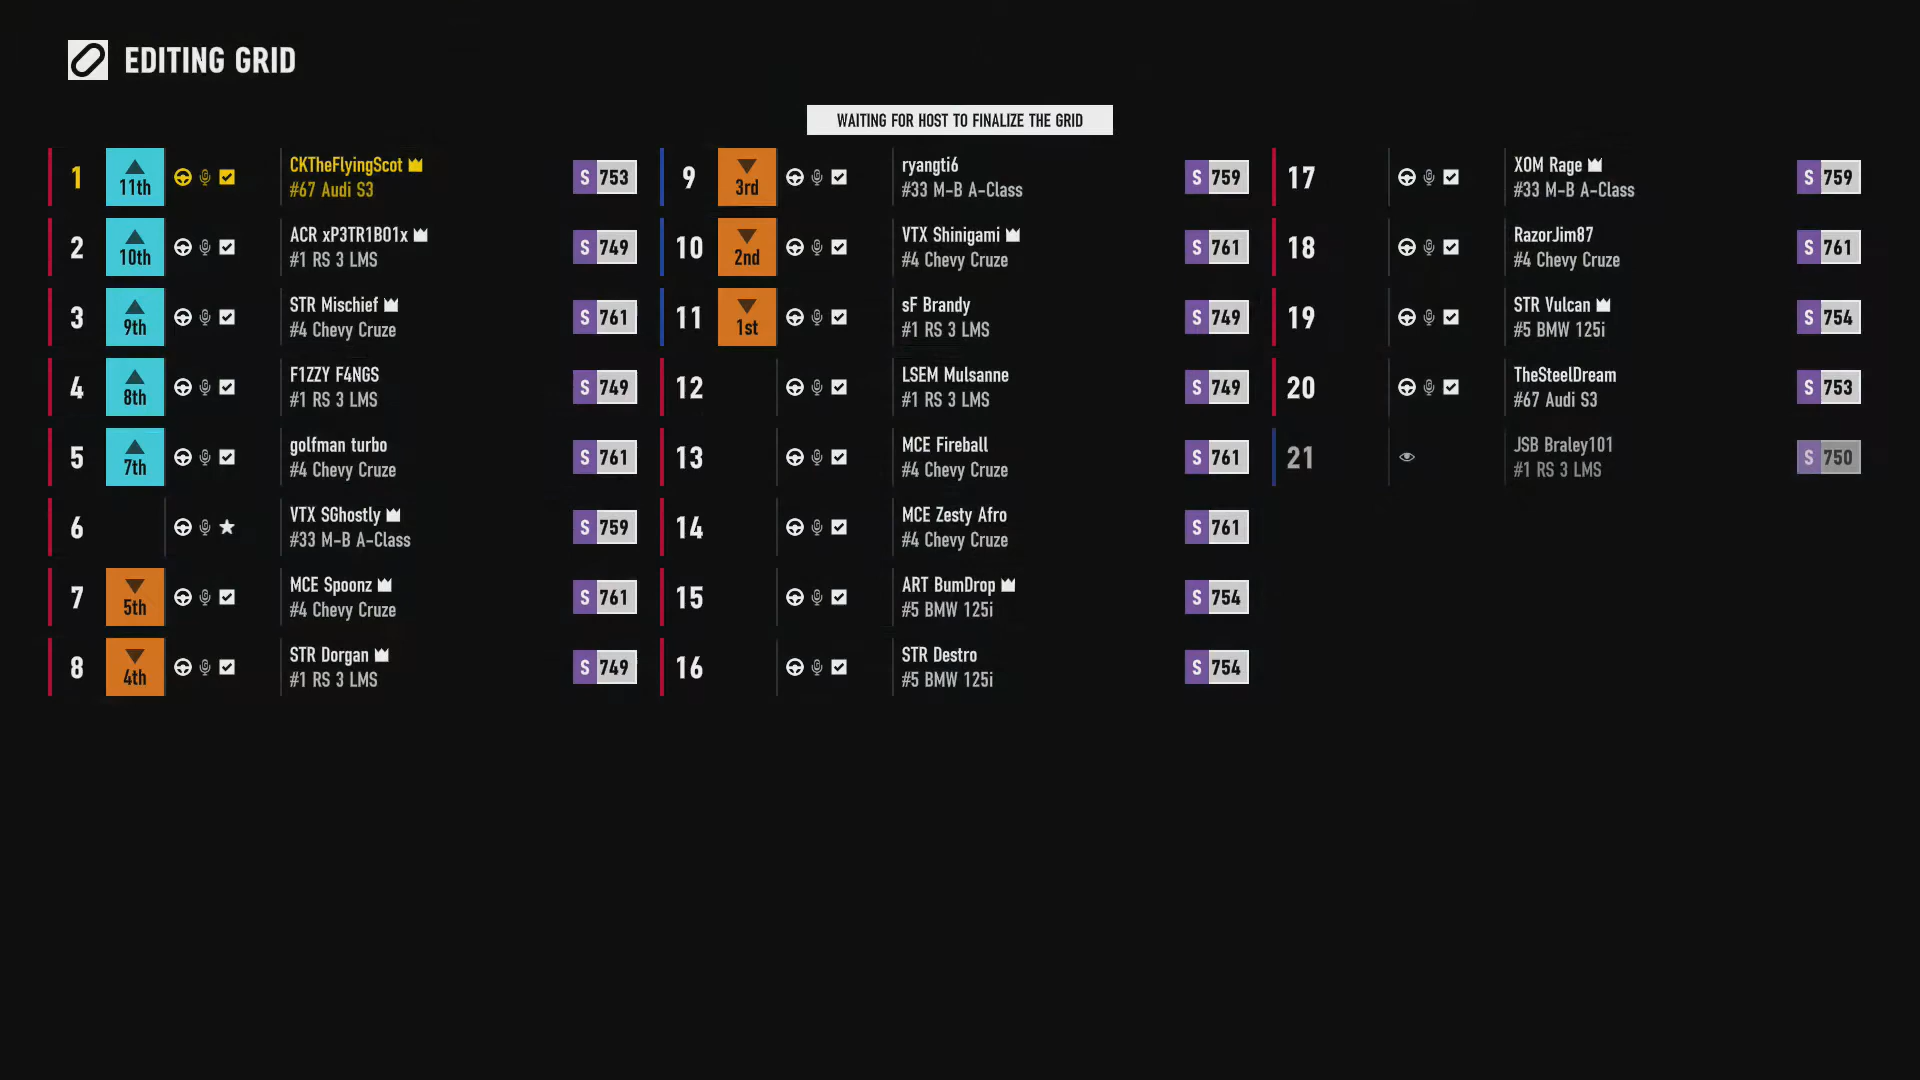 EDITING GRID
WAITING FOR HOST TO FINALIZE THE GRID
1 11th CKTheFlyingScot S 753
#67 Audi S3
2 10th ACR xP3TR1B01x S 749
#1 RS 3 LMS
3 9th STR Mischief S 761
#4 Chevy Cruze
4 8th F1ZZY F4NGS S 749
#1 RS 3 LMS
5 7th golfman turbo S 761
#4 Chevy Cruze
6 VTX SGhostly S 759
#33 M-B A-Class
7 5th MCE Spoonz S 761
#4 Chevy Cruze
8 4th STR Dorgan S 749
#1 RS 3 LMS
9 3rd ryangti6 S 759
#33 M-B A-Class
10 2nd VTX Shinigami S 761
#4 Chevy Cruze
11 1st sF Brandy S 749
#1 RS 3 LMS
12 LSEM Mulsanne S 749
#1 RS 3 LMS
13 MCE Fireball S 761
#4 Chevy Cruze
14 MCE Zesty Afro S 761
#4 Chevy Cruze
15 ART BumDrop S 754
#5 BMW 125i
16 STR Destro S 754
#5 BMW 125i
17 XOM Rage S 759
#33 M-B A-Class
18 RazorJim87 S 761
#4 Chevy Cruze
19 STR Vulcan S 754
#5 BMW 125i
20 TheSteelDream S 753
#67 Audi S3
21 JSB Braley101 S 750
#1 RS 3 LMS